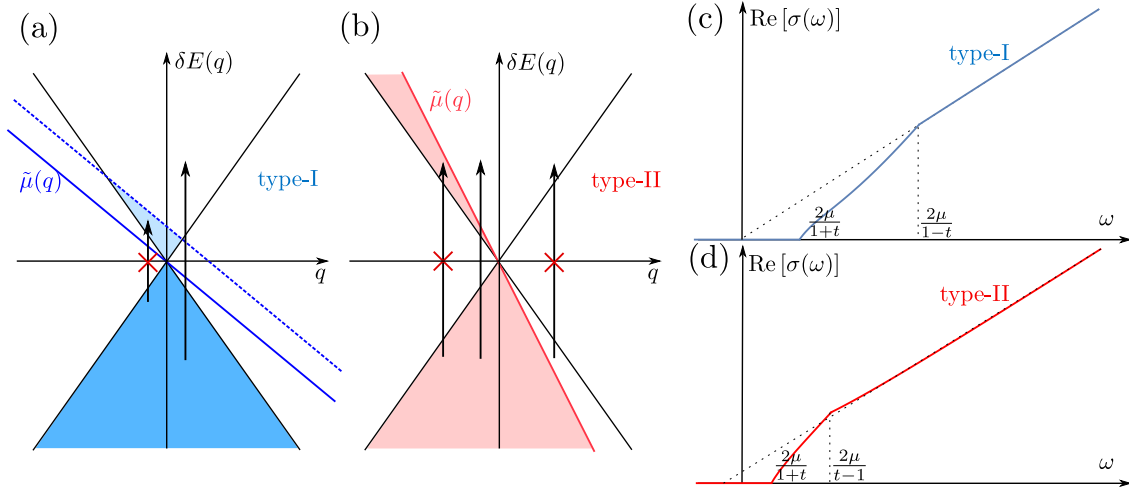 (a)
δE(q)
μ̃(q)
type-I
q
(b)
δE(q)
μ̃(q)
type-II
q
(c)
Re [σ(ω)]
type-I
2μ/1+t
2μ/1−t
ω
(d)
Re [σ(ω)]
type-II
2μ/1+t
2μ/t−1
ω